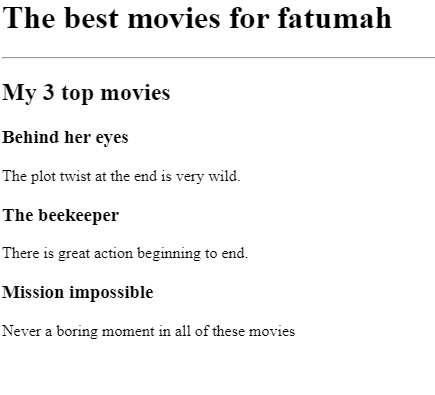 The best movies for fatumah
My 3 top movies
Behind her eyes
The plot twist at the end is very wild.
The beekeeper
There is great action beginning to end.
Mission impossible
Never a boring moment in all of these movies